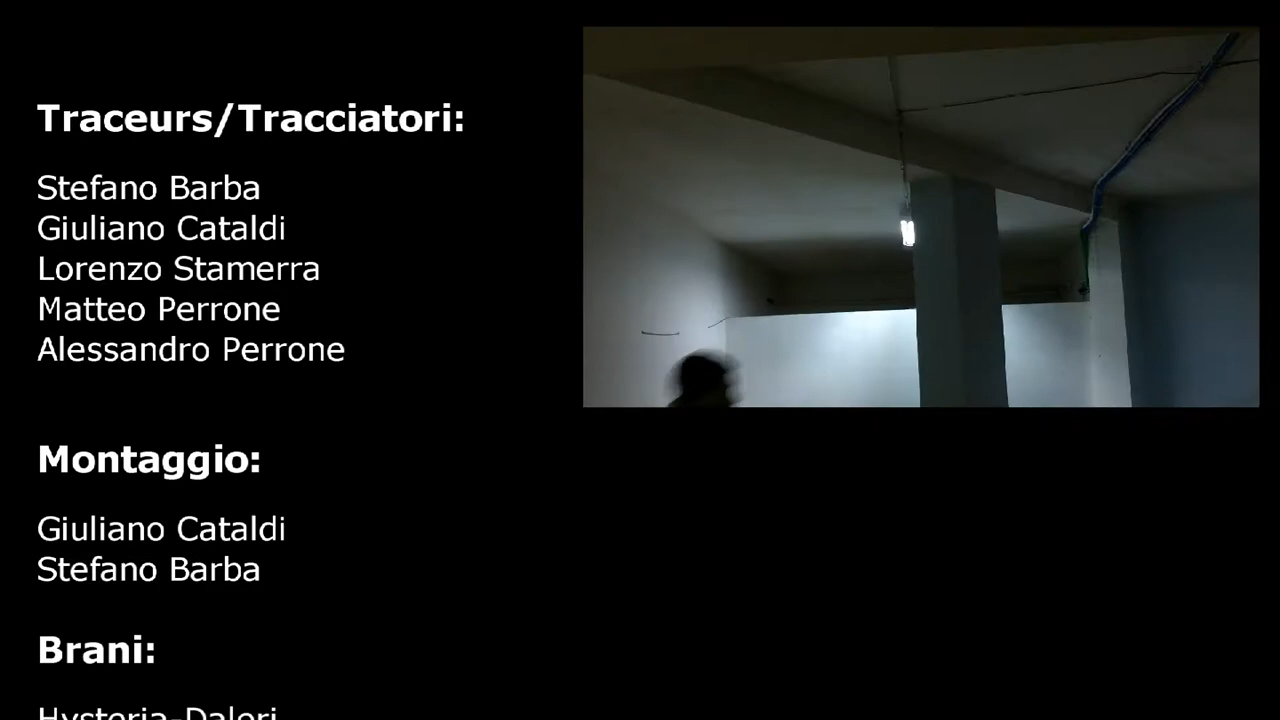 Traceurs/Tracciatori:
Stefano Barba
Giuliano Cataldi
Lorenzo Stamerra
Matteo Perrone
Alessandro Perrone
Montaggio:
Giuliano Cataldi
Stefano Barba
Brani: